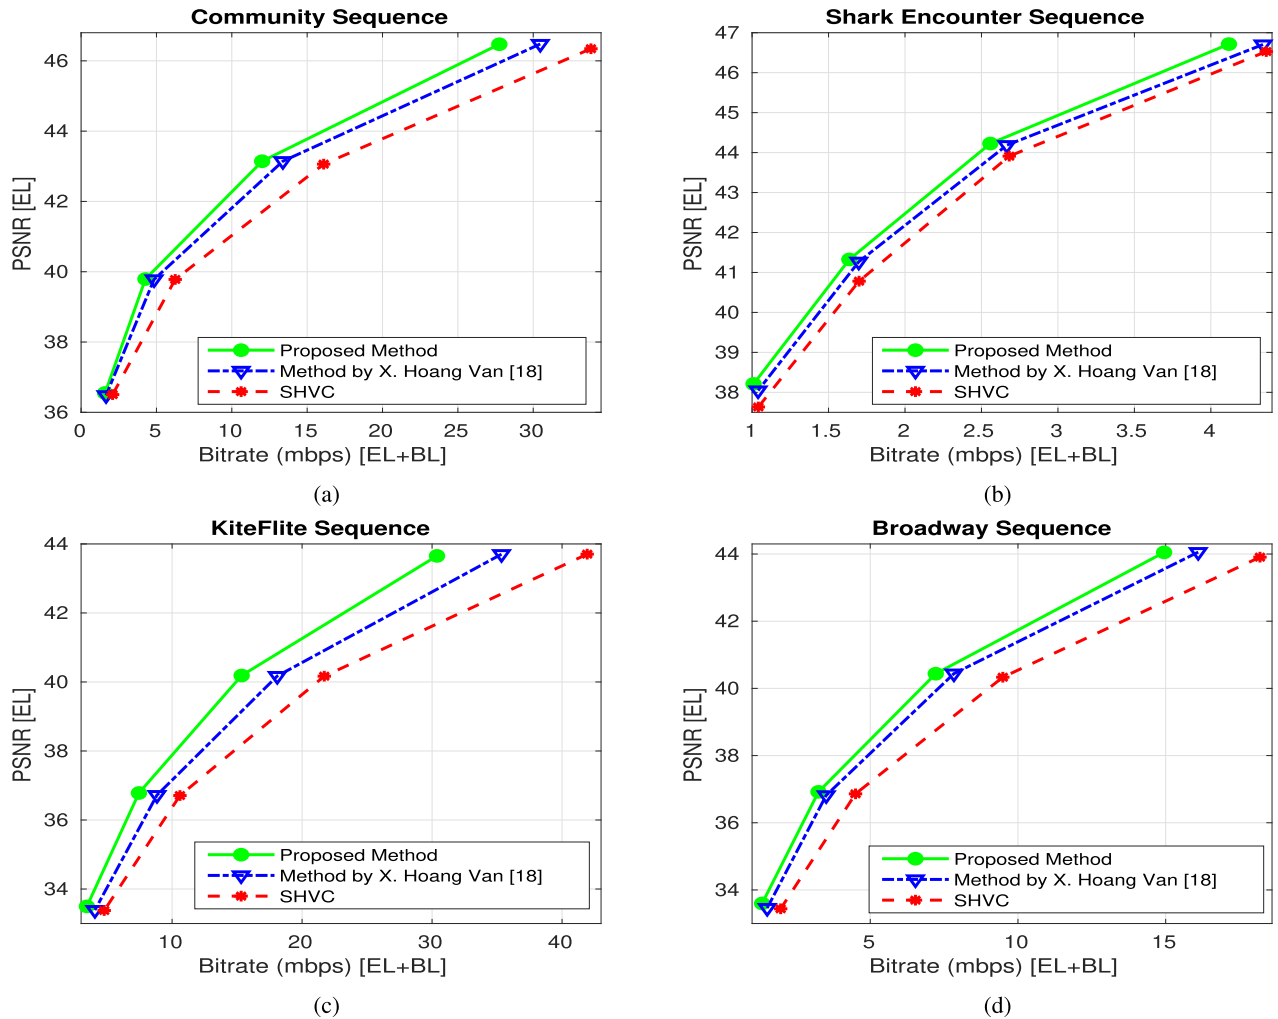 Community Sequence
46
44
42
40
38
36
PSNR [EL]
Proposed Method
Method by X. Hoang Van [18]
SHVC
0 5 10 15 20 25 30
Bitrate (mbps) [EL+BL]
(a)
Shark Encounter Sequence
47
46
45
44
43
42
41
40
39
38
PSNR [EL]
Proposed Method
Method by X. Hoang Van [18]
SHVC
1 1.5 2 2.5 3 3.5 4
Bitrate (mbps) [EL+BL]
(b)
KiteFlite Sequence
44
42
40
38
36
34
PSNR [EL]
Proposed Method
Method by X. Hoang Van [18]
SHVC
10 20 30 40
Bitrate (mbps) [EL+BL]
(c)
Broadway Sequence
44
42
40
38
36
34
PSNR [EL]
Proposed Method
Method by X. Hoang Van [18]
SHVC
5 10 15
Bitrate (mbps) [EL+BL]
(d)